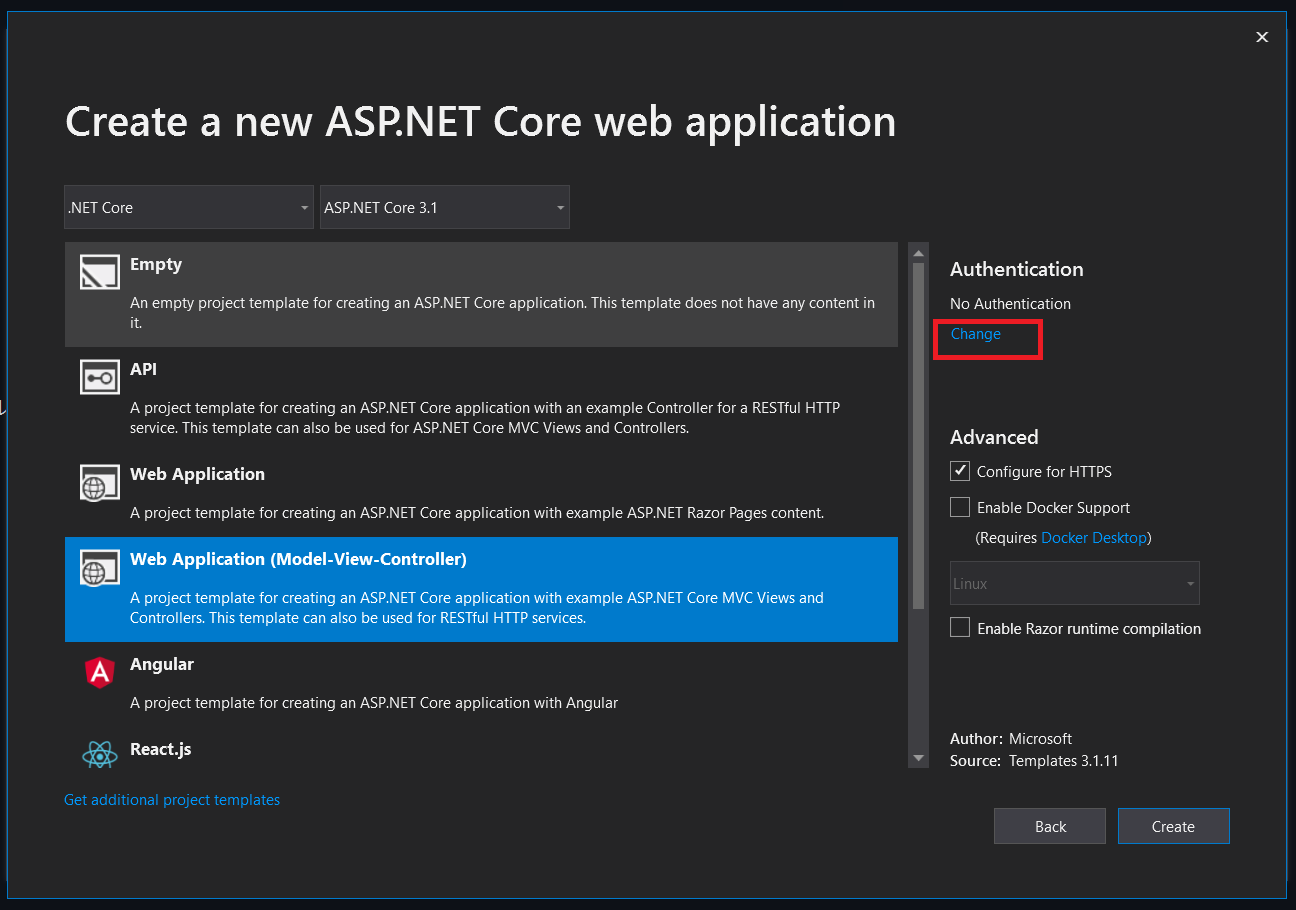 Create a new ASP.NET Core web application
.NET Core
ASP.NET Core 3.1
Empty
An empty project template for creating an ASP.NET Core application. This template does not have any content in
it.
API
A project template for creating an ASP.NET Core application with an example Controller for a RESTful HTTP
service. This template can also be used for ASP.NET Core MVC Views and Controllers.
Web Application
A project template for creating an ASP.NET Core application with example ASP.NET Razor Pages content.
Web Application (Model-View-Controller)
A project template for creating an ASP.NET Core application with example ASP.NET Core MVC Views and
Controllers. This template can also be used for RESTful HTTP services.
Angular
A project template for creating an ASP.NET Core application with Angular
React.js
Get additional project templates
Authentication
No Authentication
Change
Advanced
Configure for HTTPS
Enable Docker Support
(Requires Docker Desktop)
Linux
Enable Razor runtime compilation
Author: Microsoft
Source: Templates 3.1.11
Back
Create